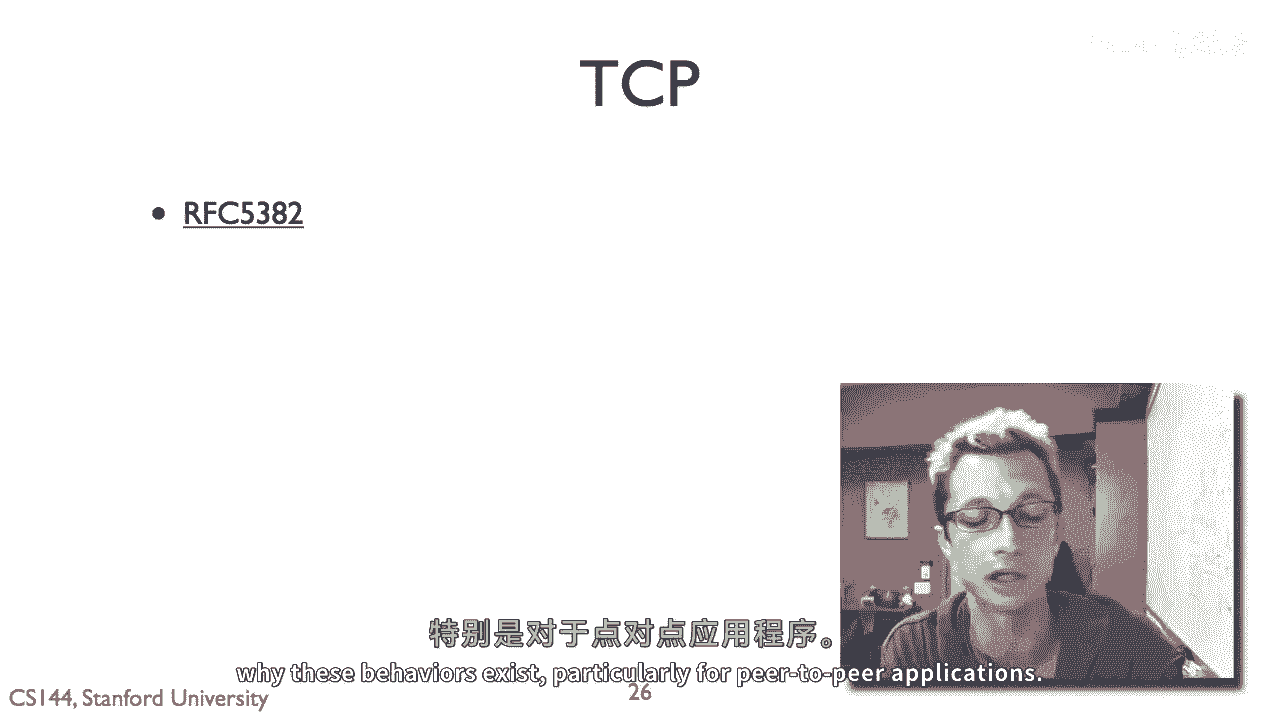 TCP
• RFC5382
特别是对于点对点应用程序。
why these behaviors exist, particularly for peer-to-peer applications.
CS144, Stanford University
26